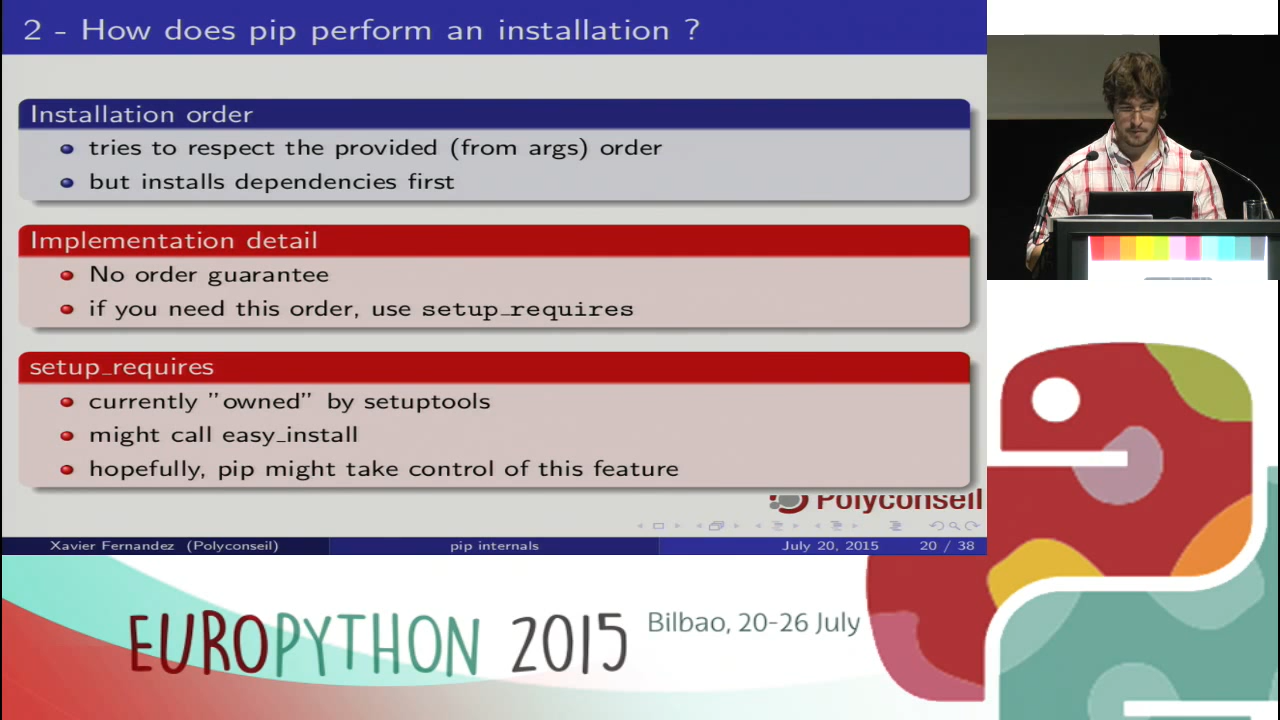 2 - How does pip perform an installation ?
Installation order
tries to respect the provided (from args) order
but installs dependencies first
Implementation detail
No order guarantee
if you need this order, use setup_requires
setup_requires
currently "owned" by setuptools
might call easy_install
hopefully, pip might take control of this feature
Polyconseil
Xavier Fernandez (Polyconseil) pip internals July 20, 2015 20 / 38
EUROPYTHON 2015 Bilbao, 20-26 July